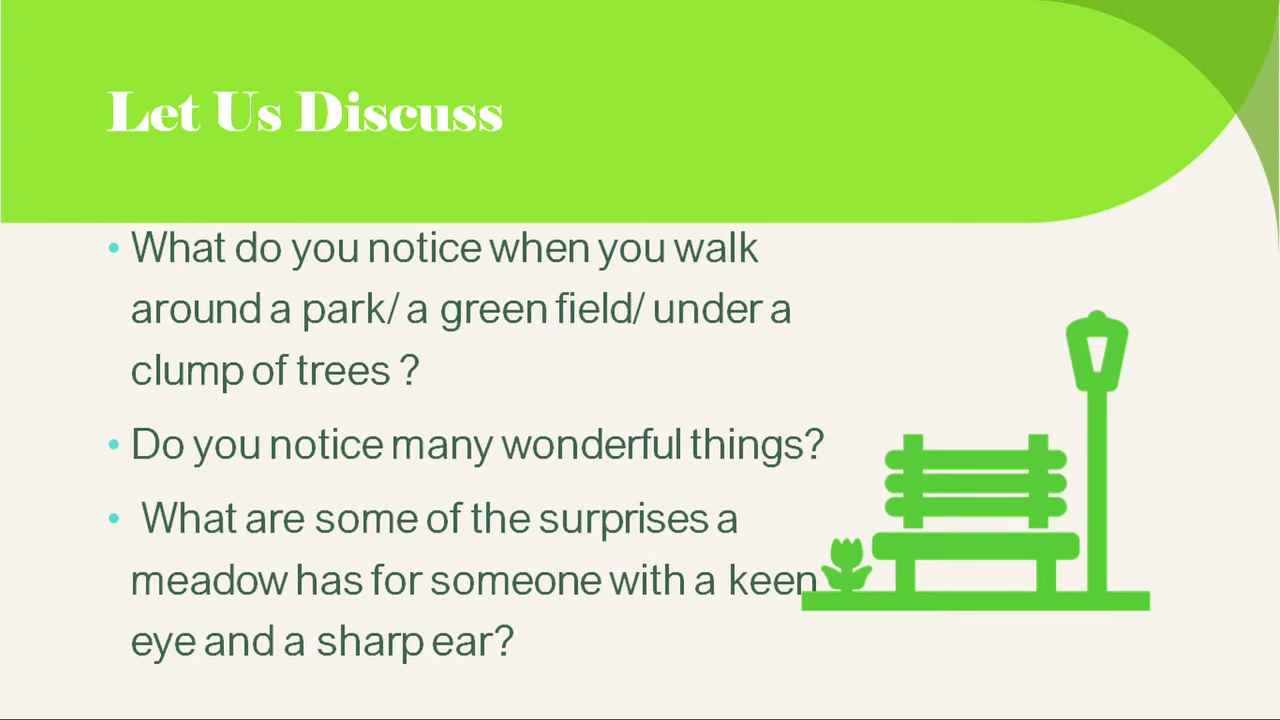 Let Us Discuss
• What do you notice when you walk
around a park/ a green field/ under a
clump of trees ?
• Do you notice many wonderful things?
• What are some of the surprises a
meadow has for someone with a keen
eye and a sharp ear?